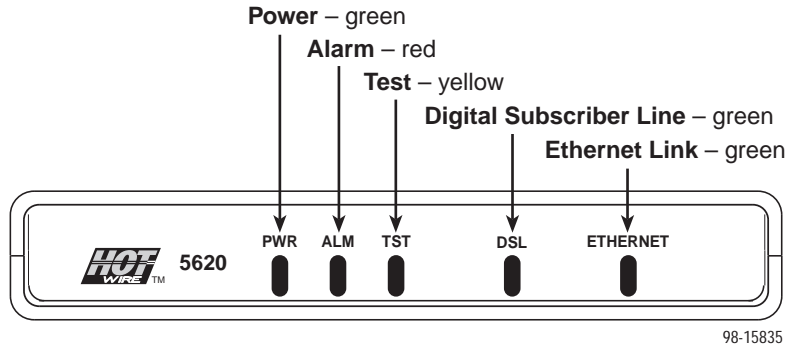 Power – green
Alarm – red
Test – yellow
Digital Subscriber Line – green
Ethernet Link – green
PWR ALM TST DSL ETHERNET
HOT
WIRE TM
5620
98-15835